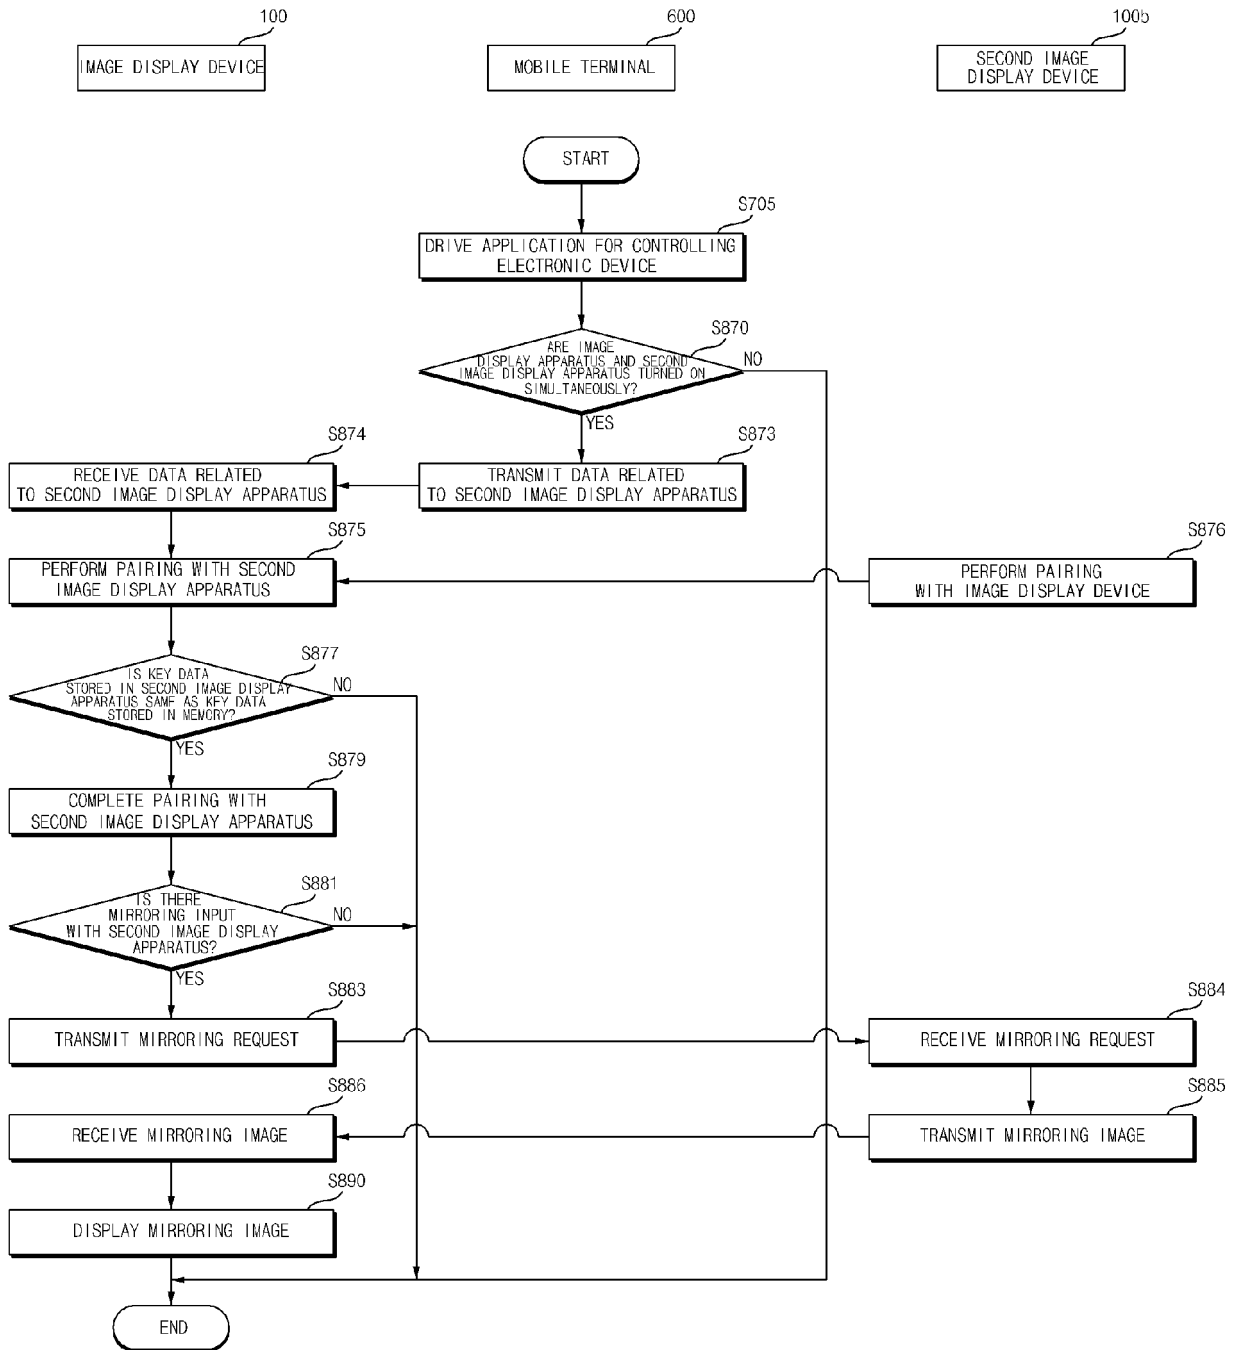 100
600
100b
IMAGE DISPLAY DEVICE
MOBILE TERMINAL
SECOND IMAGE
DISPLAY DEVICE
START
S705
DRIVE APPLICATION FOR CONTROLLING
ELECTRONIC DEVICE
S870
ARE IMAGE
DISPLAY APPARATUS AND SECOND
IMAGE DISPLAY APPARATUS TURNED ON
SIMULTANEOUSLY?
NO
YES
S874
RECEIVE DATA RELATED
TO SECOND IMAGE DISPLAY APPARATUS
S873
TRANSMIT DATA RELATED
TO SECOND IMAGE DISPLAY APPARATUS
S875
PERFORM PAIRING WITH SECOND
IMAGE DISPLAY APPARATUS
S876
PERFORM PAIRING
WITH IMAGE DISPLAY DEVICE
S877
IS KEY DATA
STORED IN SECOND IMAGE DISPLAY
APPARATUS SAME AS KEY DATA
STORED IN MEMORY?
NO
YES
S879
COMPLETE PAIRING WITH
SECOND IMAGE DISPLAY APPARATUS
S881
IS THERE
MIRRORING INPUT
WITH SECOND IMAGE DISPLAY
APPARATUS?
NO
YES
S883
TRANSMIT MIRRORING REQUEST
S884
RECEIVE MIRRORING REQUEST
S886
RECEIVE MIRRORING IMAGE
S885
TRANSMIT MIRRORING IMAGE
S890
DISPLAY MIRRORING IMAGE
END